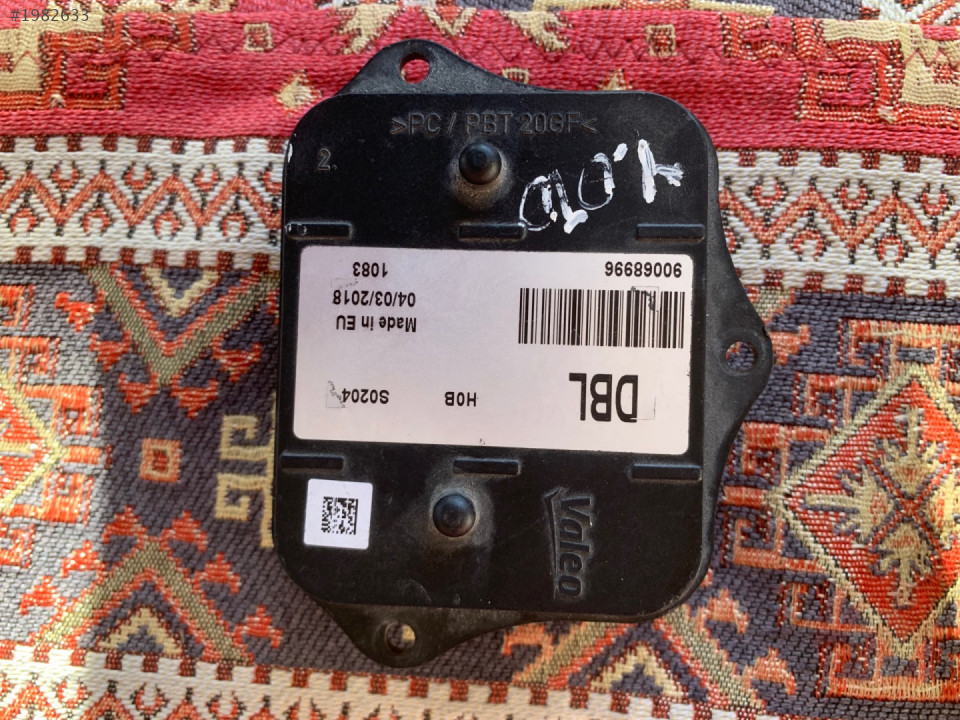 #1982633
>PC / PBT 20GF<
2.
DBL H0B S0204
Made in EU
04/03/2018
90068996 1083
Valeo